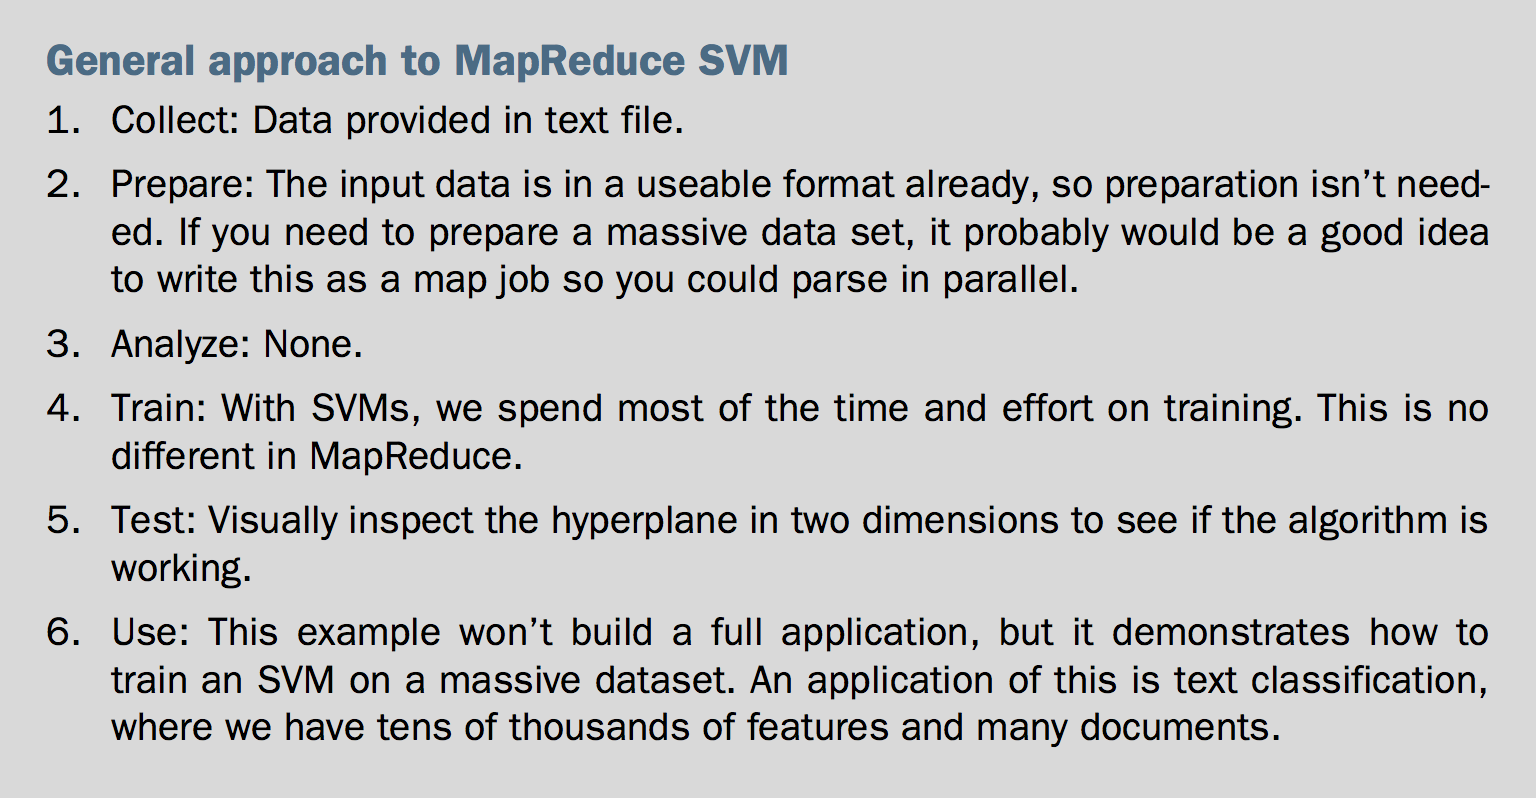 General approach to MapReduce SVM
1. Collect: Data provided in text file.
2. Prepare: The input data is in a useable format already, so preparation isn’t need-
ed. If you need to prepare a massive data set, it probably would be a good idea
to write this as a map job so you could parse in parallel.
3. Analyze: None.
4. Train: With SVMs, we spend most of the time and effort on training. This is no
different in MapReduce.
5. Test: Visually inspect the hyperplane in two dimensions to see if the algorithm is
working.
6. Use: This example won’t build a full application, but it demonstrates how to
train an SVM on a massive dataset. An application of this is text classification,
where we have tens of thousands of features and many documents.